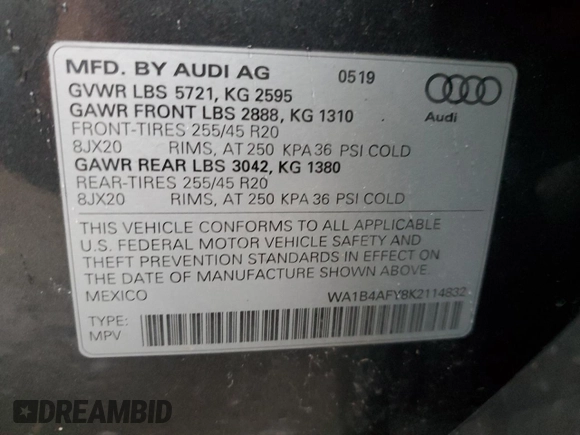 MFD. BY AUDI AG 0519
GVWR LBS 5721, KG 2595
GAWR FRONT LBS 2888, KG 1310
FRONT-TIRES 255/45 R20
8JX20 RIMS, AT 250 KPA 36 PSI COLD
GAWR REAR LBS 3042, KG 1380
REAR-TIRES 255/45 R20
8JX20 RIMS, AT 250 KPA 36 PSI COLD
Audi
THIS VEHICLE CONFORMS TO ALL APPLICABLE
U.S. FEDERAL MOTOR VEHICLE SAFETY AND
THEFT PREVENTION STANDARDS IN EFFECT ON
THE DATE OF MANUFACTURE SHOWN ABOVE.
MEXICO WA1B4AFY8K2114832
TYPE:
MPV
DREAMBID